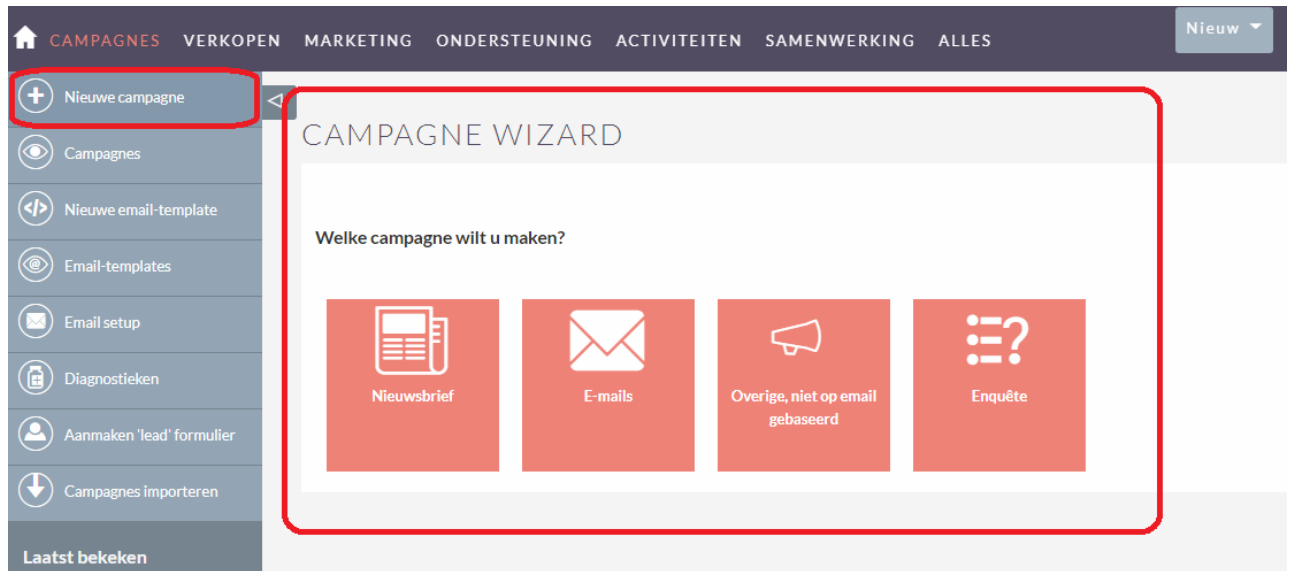 CAMPAGNES VERKOPEN MARKETING ONDERSTEUNING ACTIVITEITEN SAMENWERKING ALLES Nieuw
Nieuwe campagne
Campagnes
Nieuwe email-template
Email-templates
Email setup
Diagnostieken
Aanmaken 'lead' formulier
Campagnes importeren
Laatst bekeken
CAMPAGNE WIZARD
Welke campagne wilt u maken?
Nieuwsbrief
E-mails
Overige, niet op email
gebaseerd
Enquête